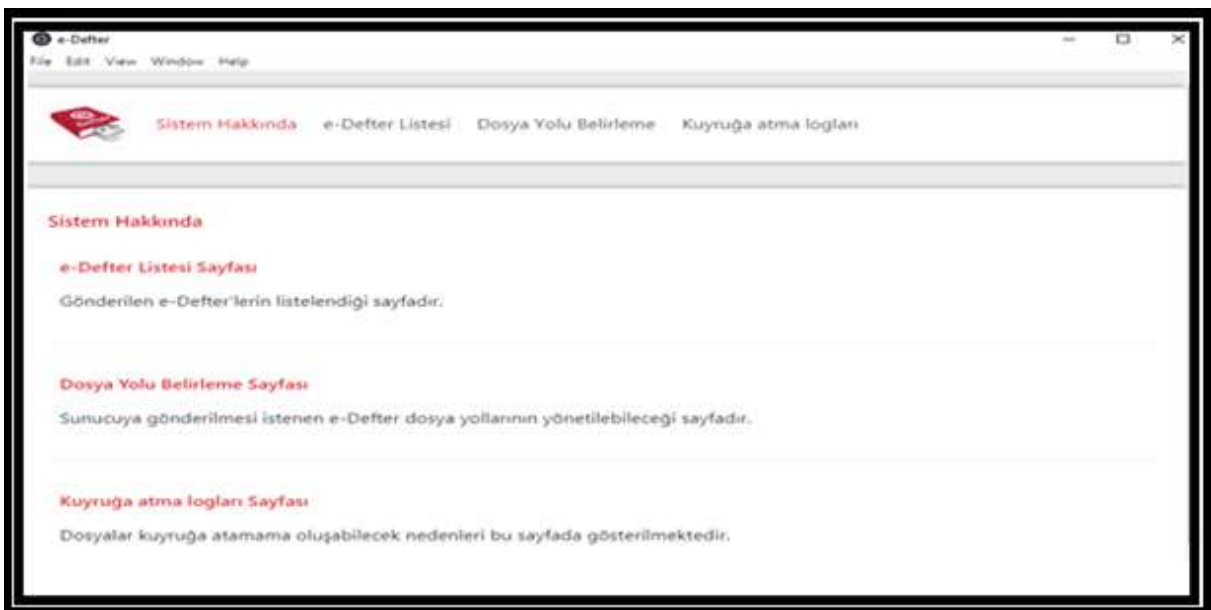 e-Defter
File Edit View Window Help
Sistem Hakkında e-Defter Listesi Dosya Yolu Belirleme Kuyruğa atma logları
Sistem Hakkında
e-Defter Listesi Sayfası
Gönderilen e-Defter'lerin listelendiği sayfadır.
Dosya Yolu Belirleme Sayfası
Sunucuya gönderilmesi istenen e-Defter dosya yollarının yönetilebileceği sayfadır.
Kuyruğa atma logları Sayfası
Dosyalar kuyruğa atamama oluşabilecek nedenleri bu sayfada gösterilmektedir.